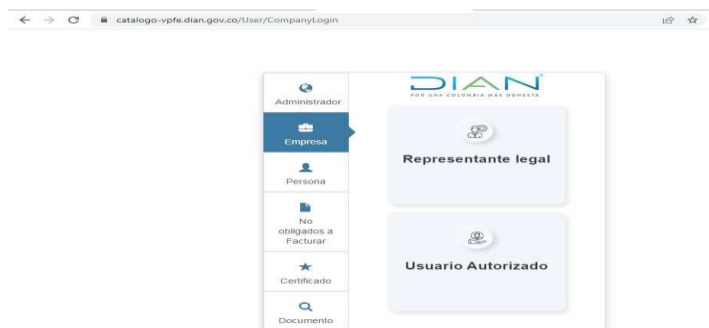 catalogo-vpfe.dian.gov.co/User/CompanyLogin
DIAN
POR UNA COLOMBIA MÁS HONESTA
Administrador
Empresa
Persona
No
obligados a
Facturar
Certificado
Documento
Representante legal
Usuario Autorizado